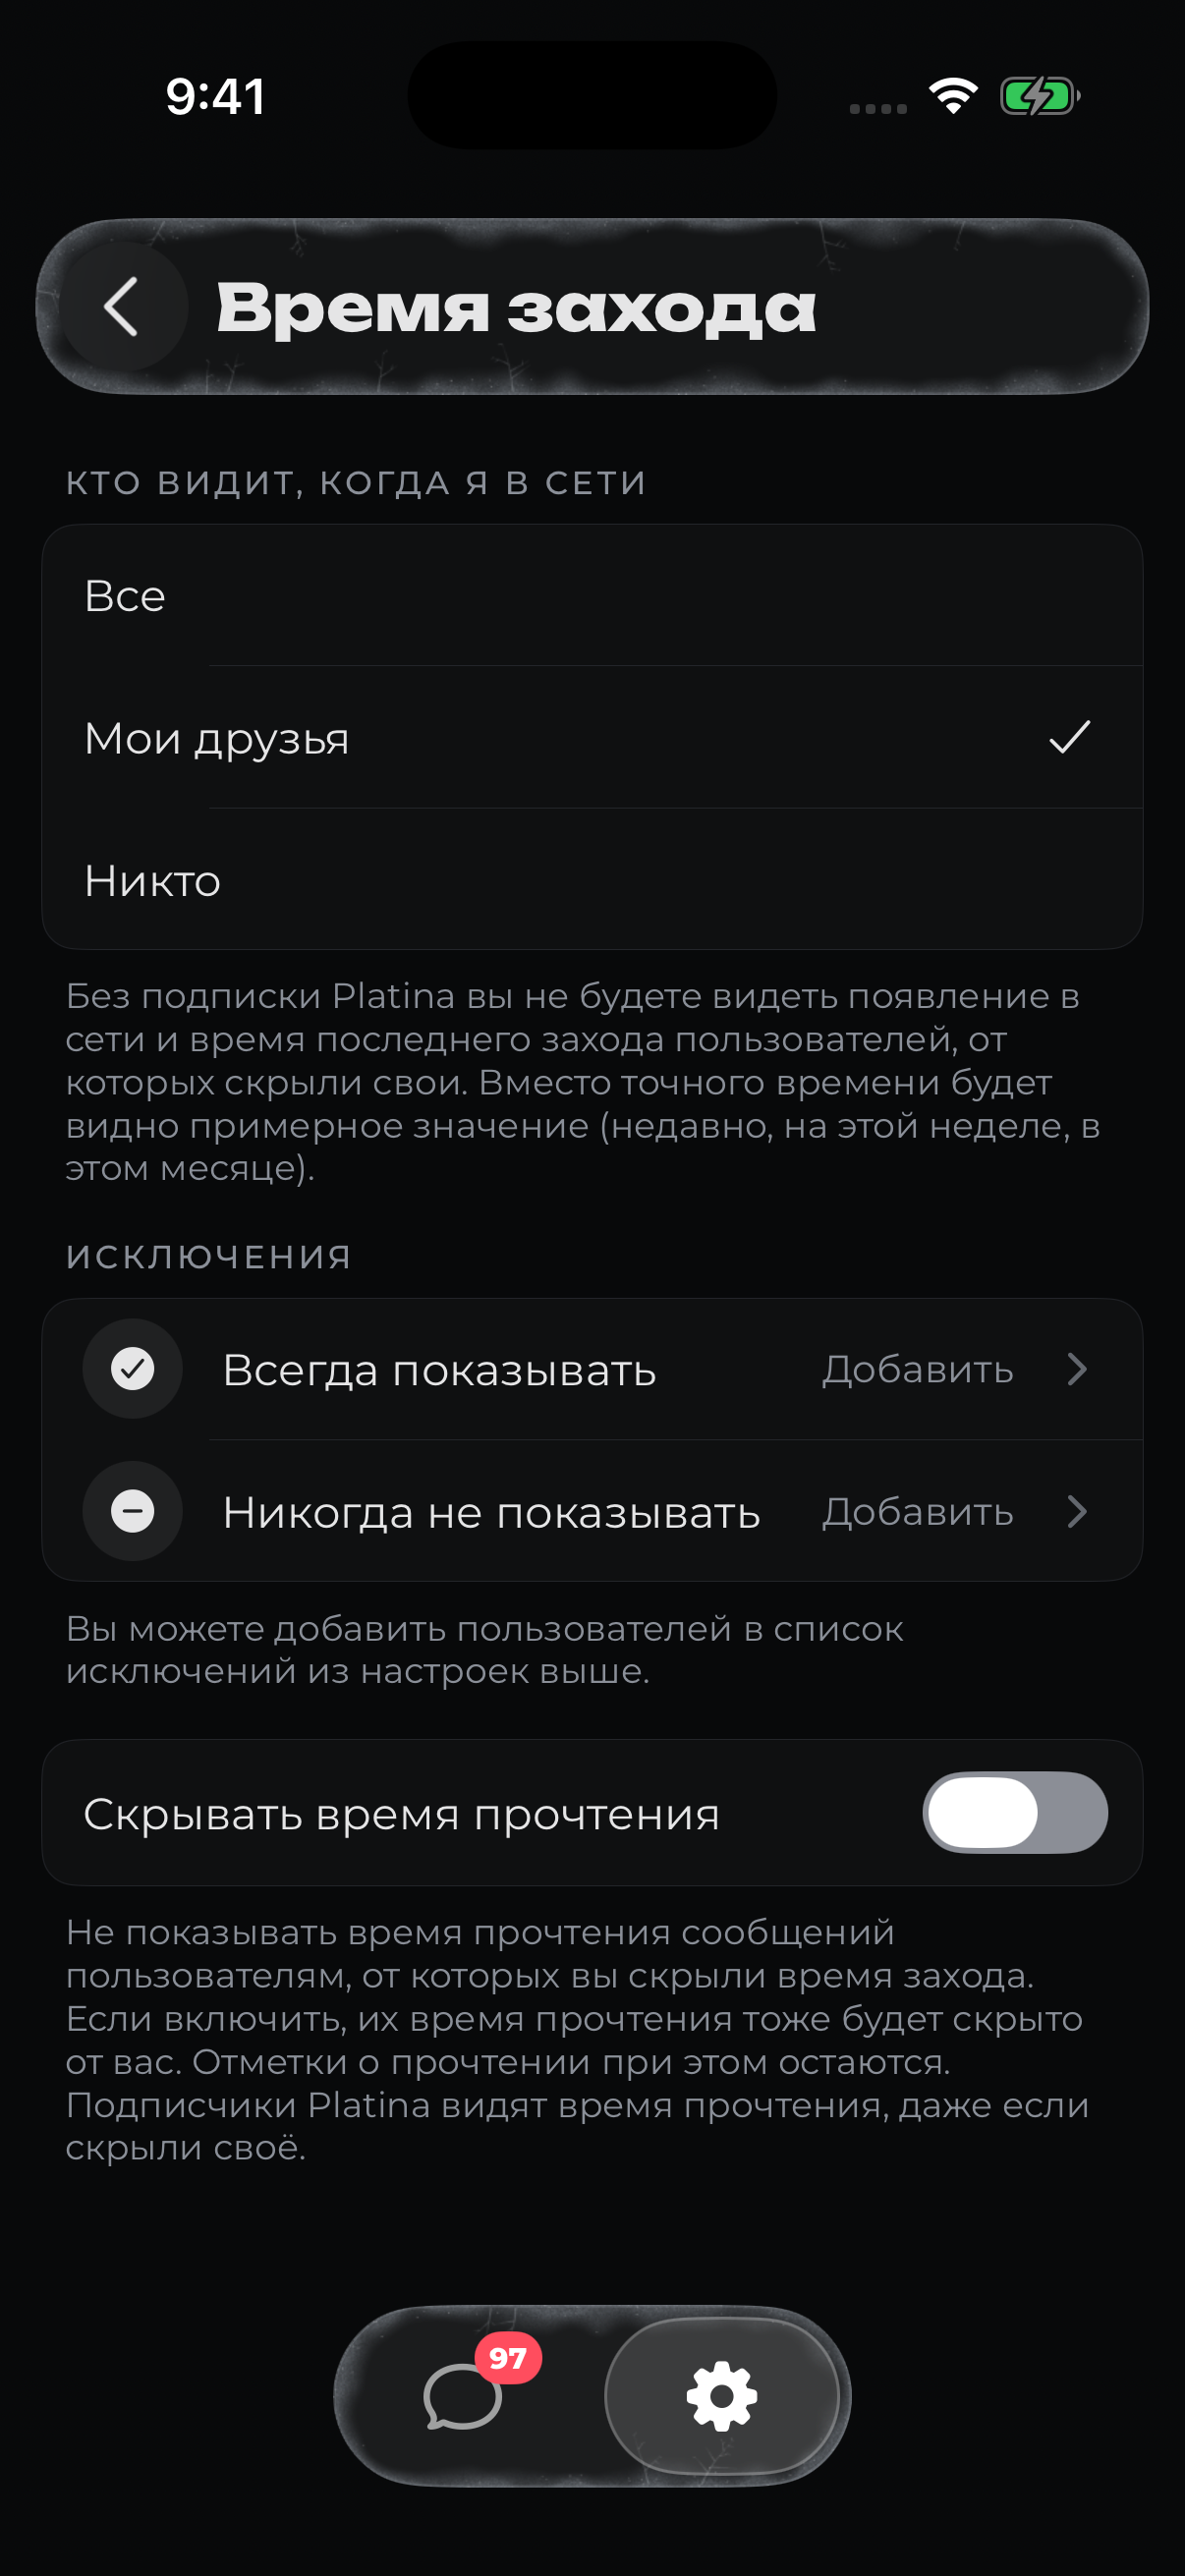 9:41
Время захода
КТО ВИДИТ, КОГДА Я В СЕТИ
Все
Мои друзья
Никто
Без подписки Platina вы не будете видеть появление в
сети и время последнего захода пользователей, от
которых скрыли свои. Вместо точного времени будет
видно примерное значение (недавно, на этой неделе, в
этом месяце).
ИСКЛЮЧЕНИЯ
Всегда показывать Добавить
Никогда не показывать Добавить
Вы можете добавить пользователей в список
исключений из настроек выше.
Скрывать время прочтения
Не показывать время прочтения сообщений
пользователям, от которых вы скрыли время захода.
Если включить, их время прочтения тоже будет скрыто
от вас. Отметки о прочтении при этом остаются.
Подписчики Platina видят время прочтения, даже если
скрыли своё.
97